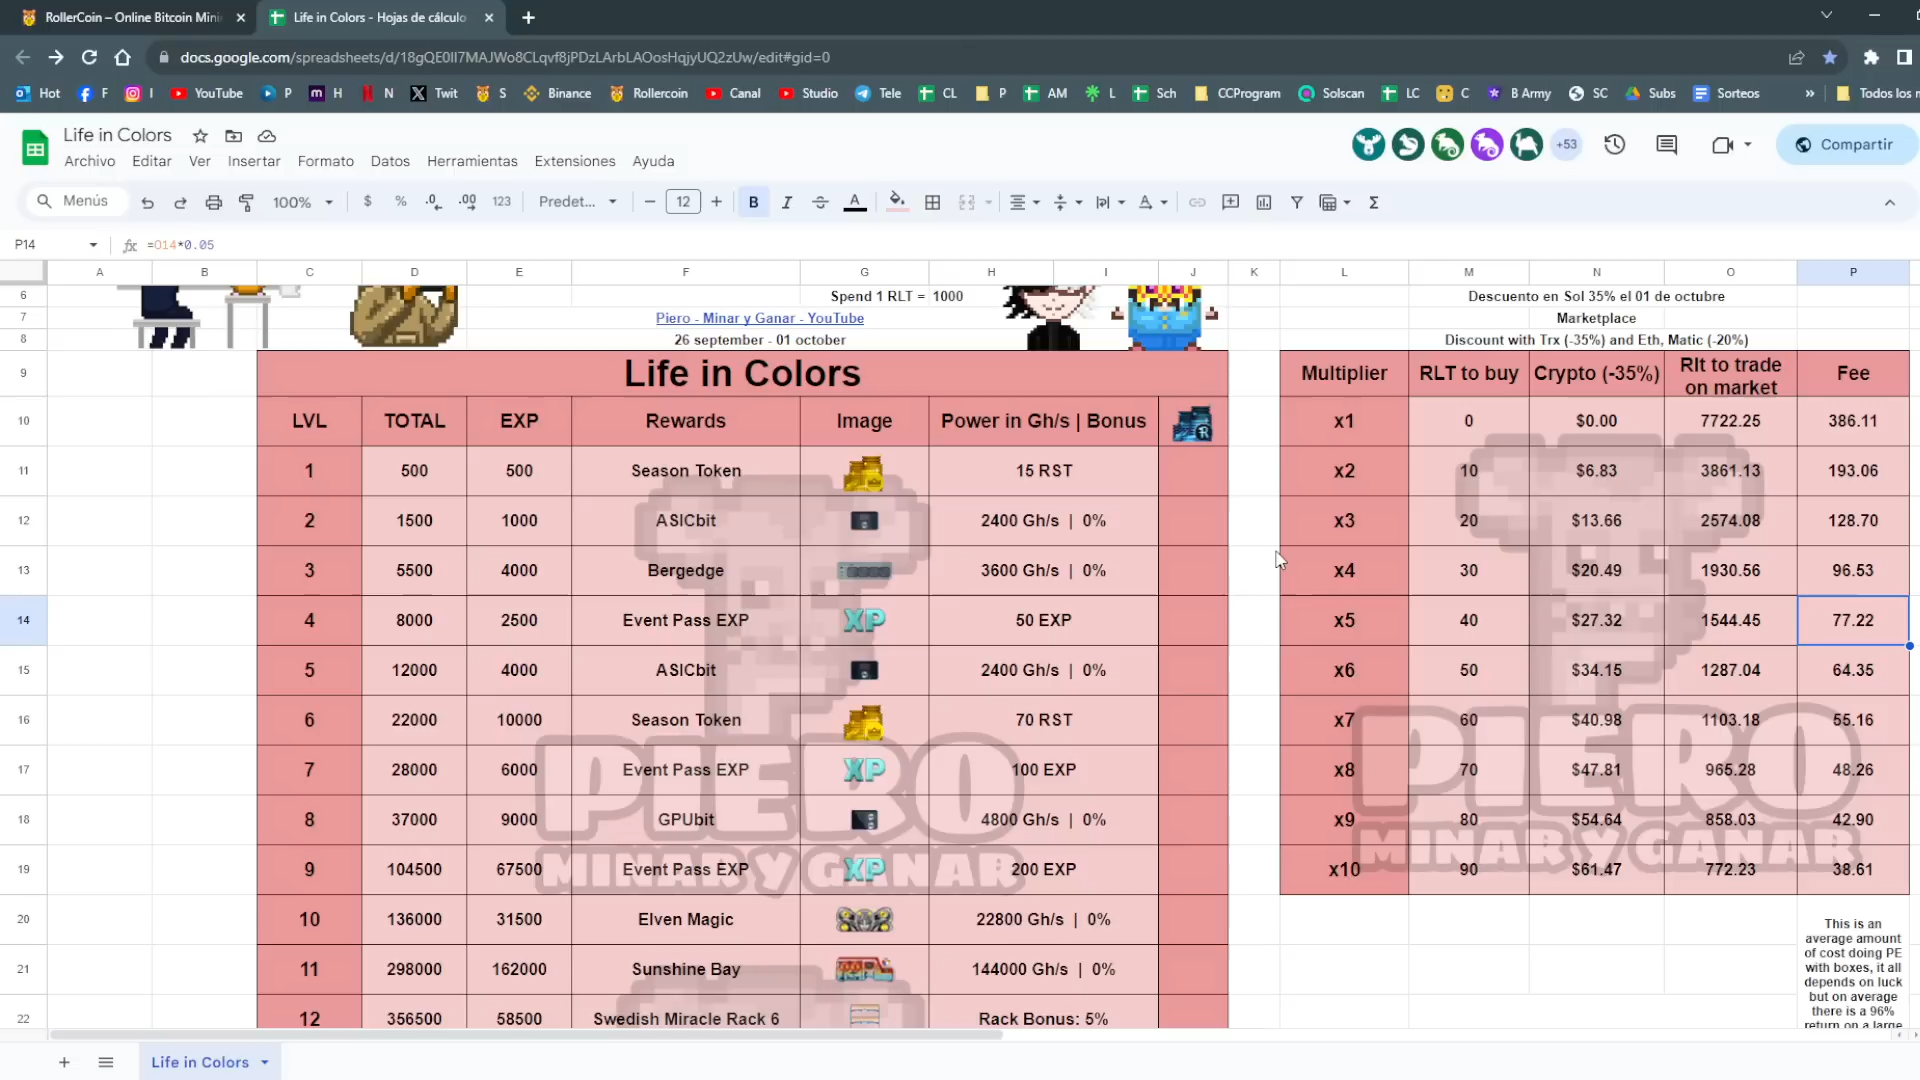 RollerCoin – Online Bitcoin Mini
Life in Colors - Hojas de cálculo
docs.google.com/spreadsheets/d/18gQE0lI7MAJWo8CLqvf8jPDzLArbLAOosHqjyUQ2zUw/edit#gid=0
Hot F I YouTube P H N Twit S Binance Rollercoin Canal Studio Tele CL P AM L Sch CCProgram Solscan LC C B Army SC Subs Sorteos » Todos los m
Life in Colors
+53
Compartir
Archivo Editar Ver Insertar Formato Datos Herramientas Extensiones Ayuda
Menús 100% $ % .0 .00 123 Predet... 12 B I A Σ
P14 fx =O14*0.05
A B C D E F G H I J K L M N O P
6 Spend 1 RLT = 1000 Descuento en Sol 35% el 01 de octubre
7 Piero - Minar y Ganar - YouTube Marketplace
8 26 september - 01 october Discount with Trx (-35%) and Eth, Matic (-20%)
9 Life in Colors Multiplier RLT to buy Crypto (-35%) Rlt to trade on market Fee
10 LVL TOTAL EXP Rewards Image Power in Gh/s | Bonus x1 0 $0.00 7722.25 386.11
11 1 500 500 Season Token 15 RST x2 10 $6.83 3861.13 193.06
12 2 1500 1000 ASICbit 2400 Gh/s | 0% x3 20 $13.66 2574.08 128.70
13 3 5500 4000 Bergedge 3600 Gh/s | 0% x4 30 $20.49 1930.56 96.53
14 4 8000 2500 Event Pass EXP XP 50 EXP x5 40 $27.32 1544.45 77.22
15 5 12000 4000 ASICbit 2400 Gh/s | 0% x6 50 $34.15 1287.04 64.35
16 6 22000 10000 Season Token 70 RST x7 60 $40.98 1103.18 55.16
17 7 28000 6000 Event Pass EXP XP 100 EXP x8 70 $47.81 965.28 48.26
18 8 37000 9000 GPUbit 4800 Gh/s | 0% x9 80 $54.64 858.03 42.90
19 9 104500 67500 Event Pass EXP XP 200 EXP x10 90 $61.47 772.23 38.61
PIERO PIERO
MINAR Y GANAR MINAR Y GANAR
20 10 136000 31500 Elven Magic 22800 Gh/s | 0%
21 11 298000 162000 Sunshine Bay 144000 Gh/s | 0%
22 12 356500 58500 Swedish Miracle Rack 6 Rack Bonus: 5%
This is an
average amount
of cost doing PE
with boxes, it all
depends on luck
but on average
there is a 96%
return on a large
Life in Colors